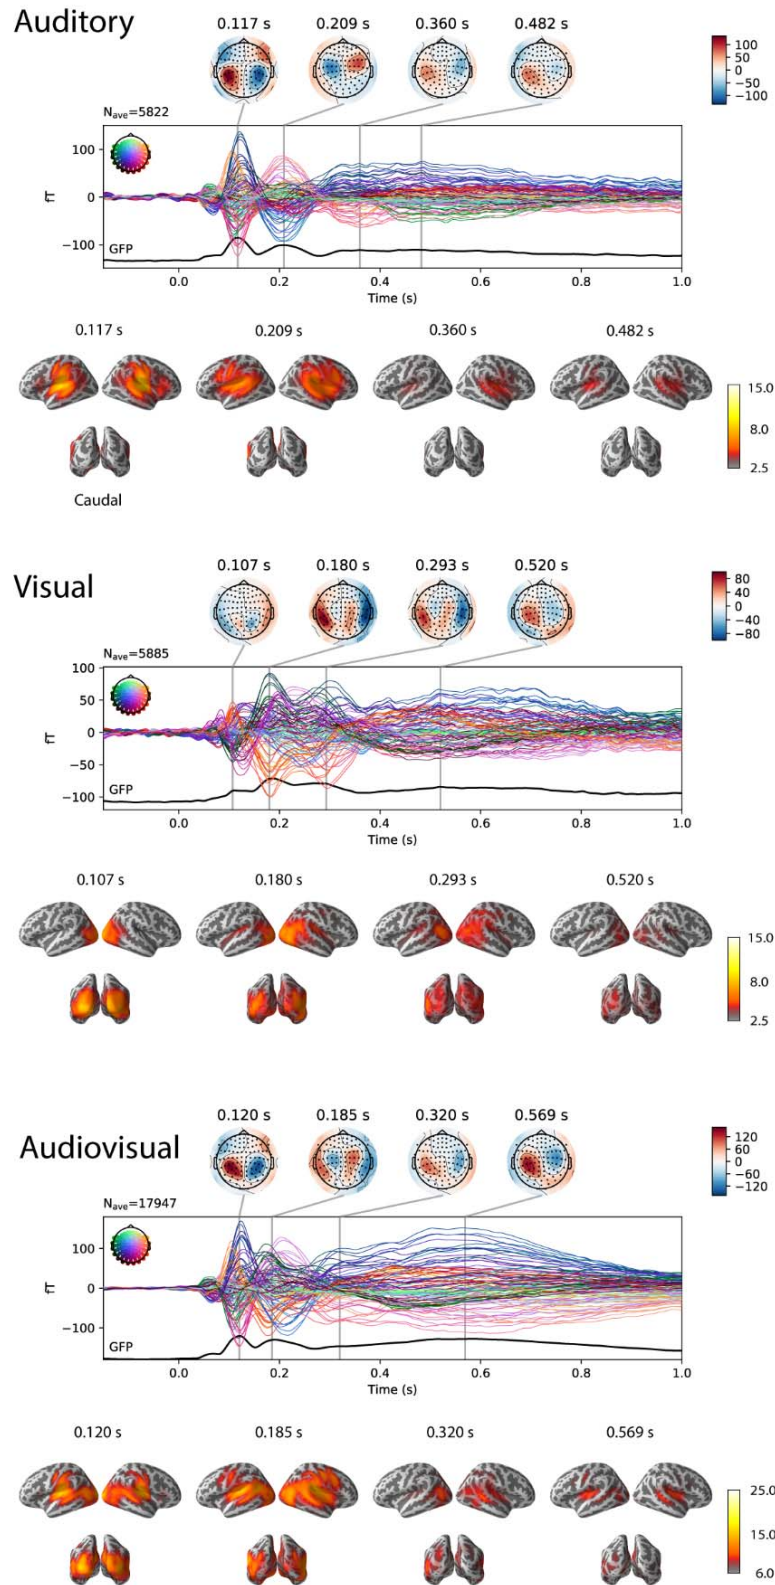 Auditory
0.117 s 0.209 s 0.360 s 0.482 s
100
50
0
−50
−100
Nave=5822
100
0
−100
fT
GFP
0.0 0.2 0.4 0.6 0.8 1.0
Time (s)
0.117 s 0.209 s 0.360 s 0.482 s
15.0
8.0
2.5
Caudal
Visual
0.107 s 0.180 s 0.293 s 0.520 s
80
40
0
−40
−80
Nave=5885
100
50
0
−50
−100
fT
GFP
0.0 0.2 0.4 0.6 0.8 1.0
Time (s)
0.107 s 0.180 s 0.293 s 0.520 s
15.0
8.0
2.5
Audiovisual
0.120 s 0.185 s 0.320 s 0.569 s
120
60
0
−60
−120
Nave=17947
100
0
−100
fT
GFP
0.0 0.2 0.4 0.6 0.8 1.0
Time (s)
0.120 s 0.185 s 0.320 s 0.569 s
25.0
15.0
6.0